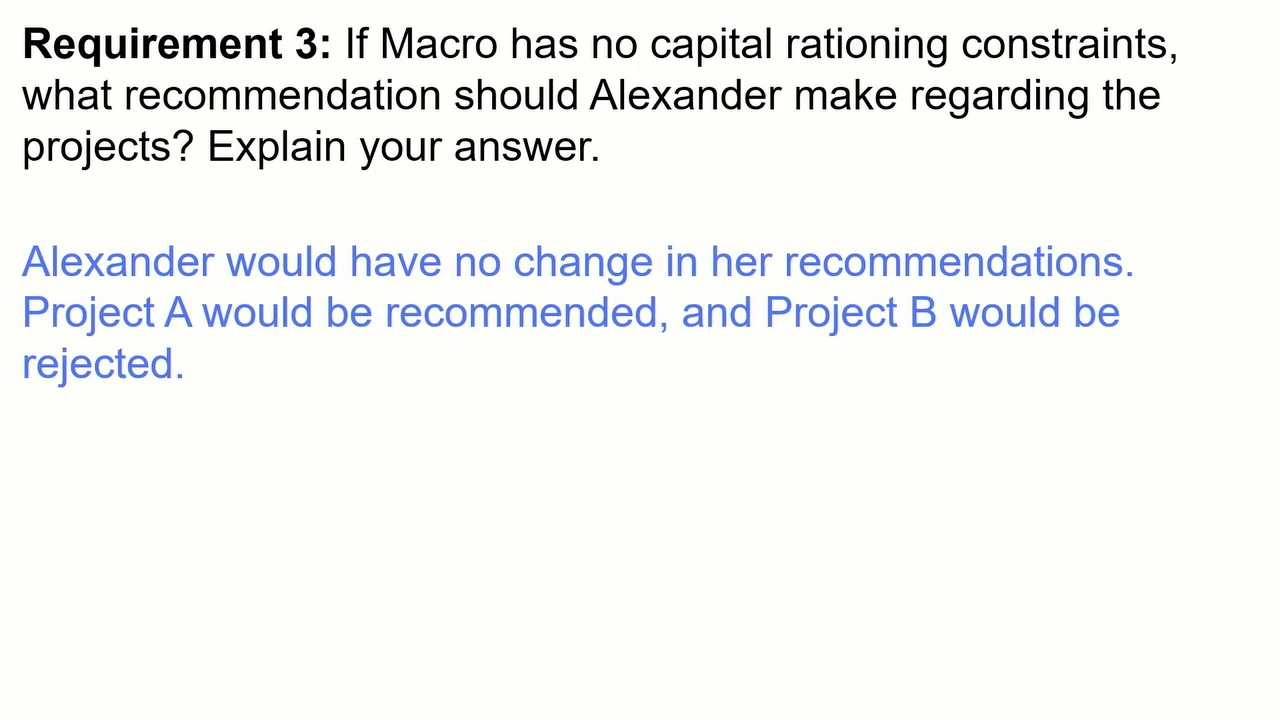 Requirement 3: If Macro has no capital rationing constraints,
what recommendation should Alexander make regarding the
projects? Explain your answer.
Alexander would have no change in her recommendations.
Project A would be recommended, and Project B would be
rejected.